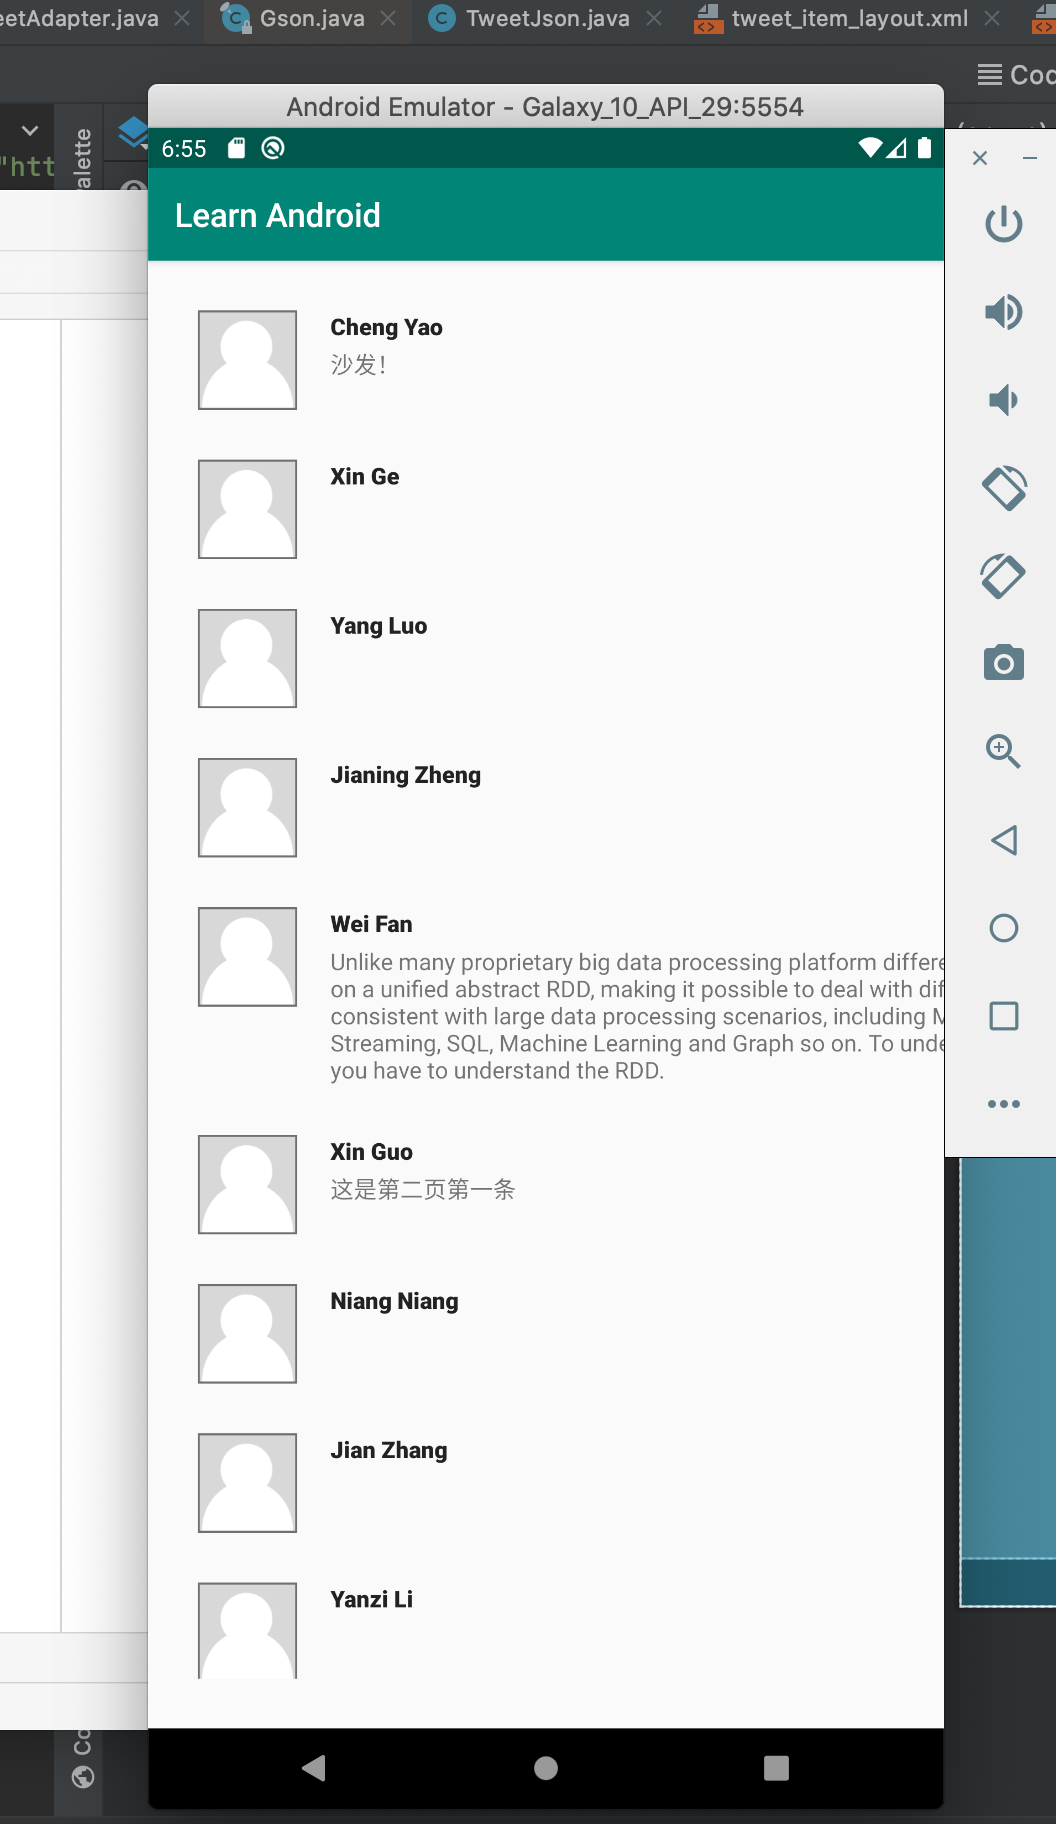 etAdapter.java
Gson.java
TweetJson.java
tweet_item_layout.xml
Cod
Android Emulator - Galaxy_10_API_29:5554
"htt
alette
6:55
Learn Android
Cheng Yao
沙发！
Xin Ge
Yang Luo
Jianing Zheng
Wei Fan
Unlike many proprietary big data processing platform differe
on a unified abstract RDD, making it possible to deal with dif
consistent with large data processing scenarios, including M
Streaming, SQL, Machine Learning and Graph so on. To unde
you have to understand the RDD.
Xin Guo
这是第二页第一条
Niang Niang
Jian Zhang
Yanzi Li
Co